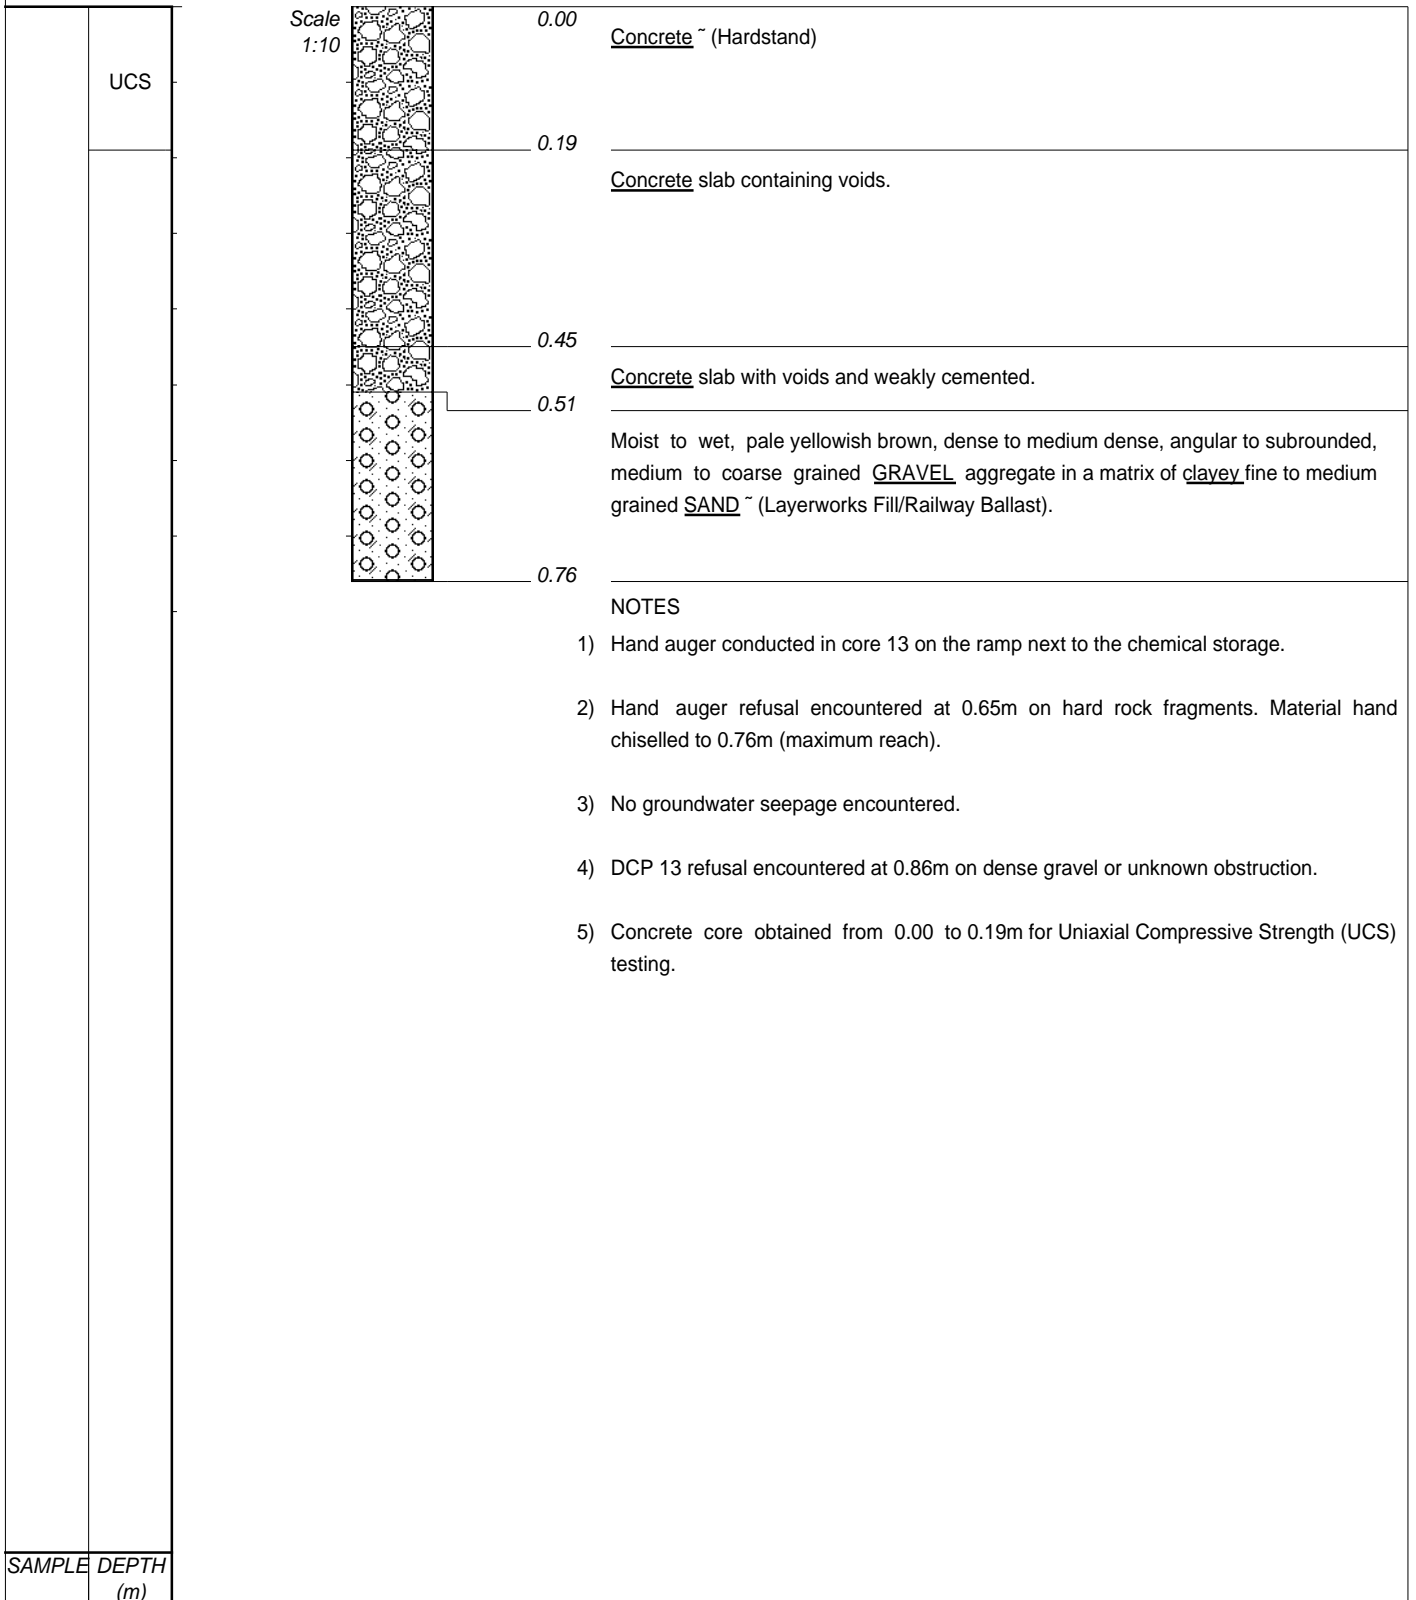 Scale
1:10
0.00
Concrete ˜ (Hardstand)
UCS
0.19
Concrete slab containing voids.
0.45
Concrete slab with voids and weakly cemented.
0.51
Moist to wet, pale yellowish brown, dense to medium dense, angular to subrounded,
medium to coarse grained GRAVEL aggregate in a matrix of clayey fine to medium
grained SAND ˜ (Layerworks Fill/Railway Ballast).
0.76
NOTES
1) Hand auger conducted in core 13 on the ramp next to the chemical storage.
2) Hand auger refusal encountered at 0.65m on hard rock fragments. Material hand
chiselled to 0.76m (maximum reach).
3) No groundwater seepage encountered.
4) DCP 13 refusal encountered at 0.86m on dense gravel or unknown obstruction.
5) Concrete core obtained from 0.00 to 0.19m for Uniaxial Compressive Strength (UCS)
testing.
SAMPLE DEPTH
(m)